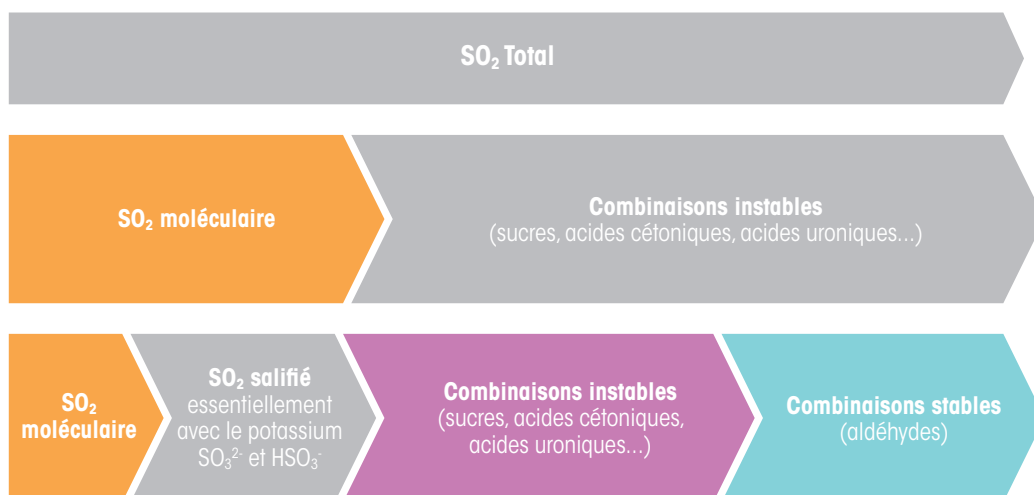 SO₂ Total
SO₂ moléculaire
Combinaisons instables
(sucres, acides cétoniques, acides uroniques...)
SO₂
moléculaire
SO₂ salifié
essentiellement
avec le potassium
SO₃²⁻ et HSO₃⁻
Combinaisons instables
(sucres, acides cétoniques,
acides uroniques...)
Combinaisons stables
(aldéhydes)